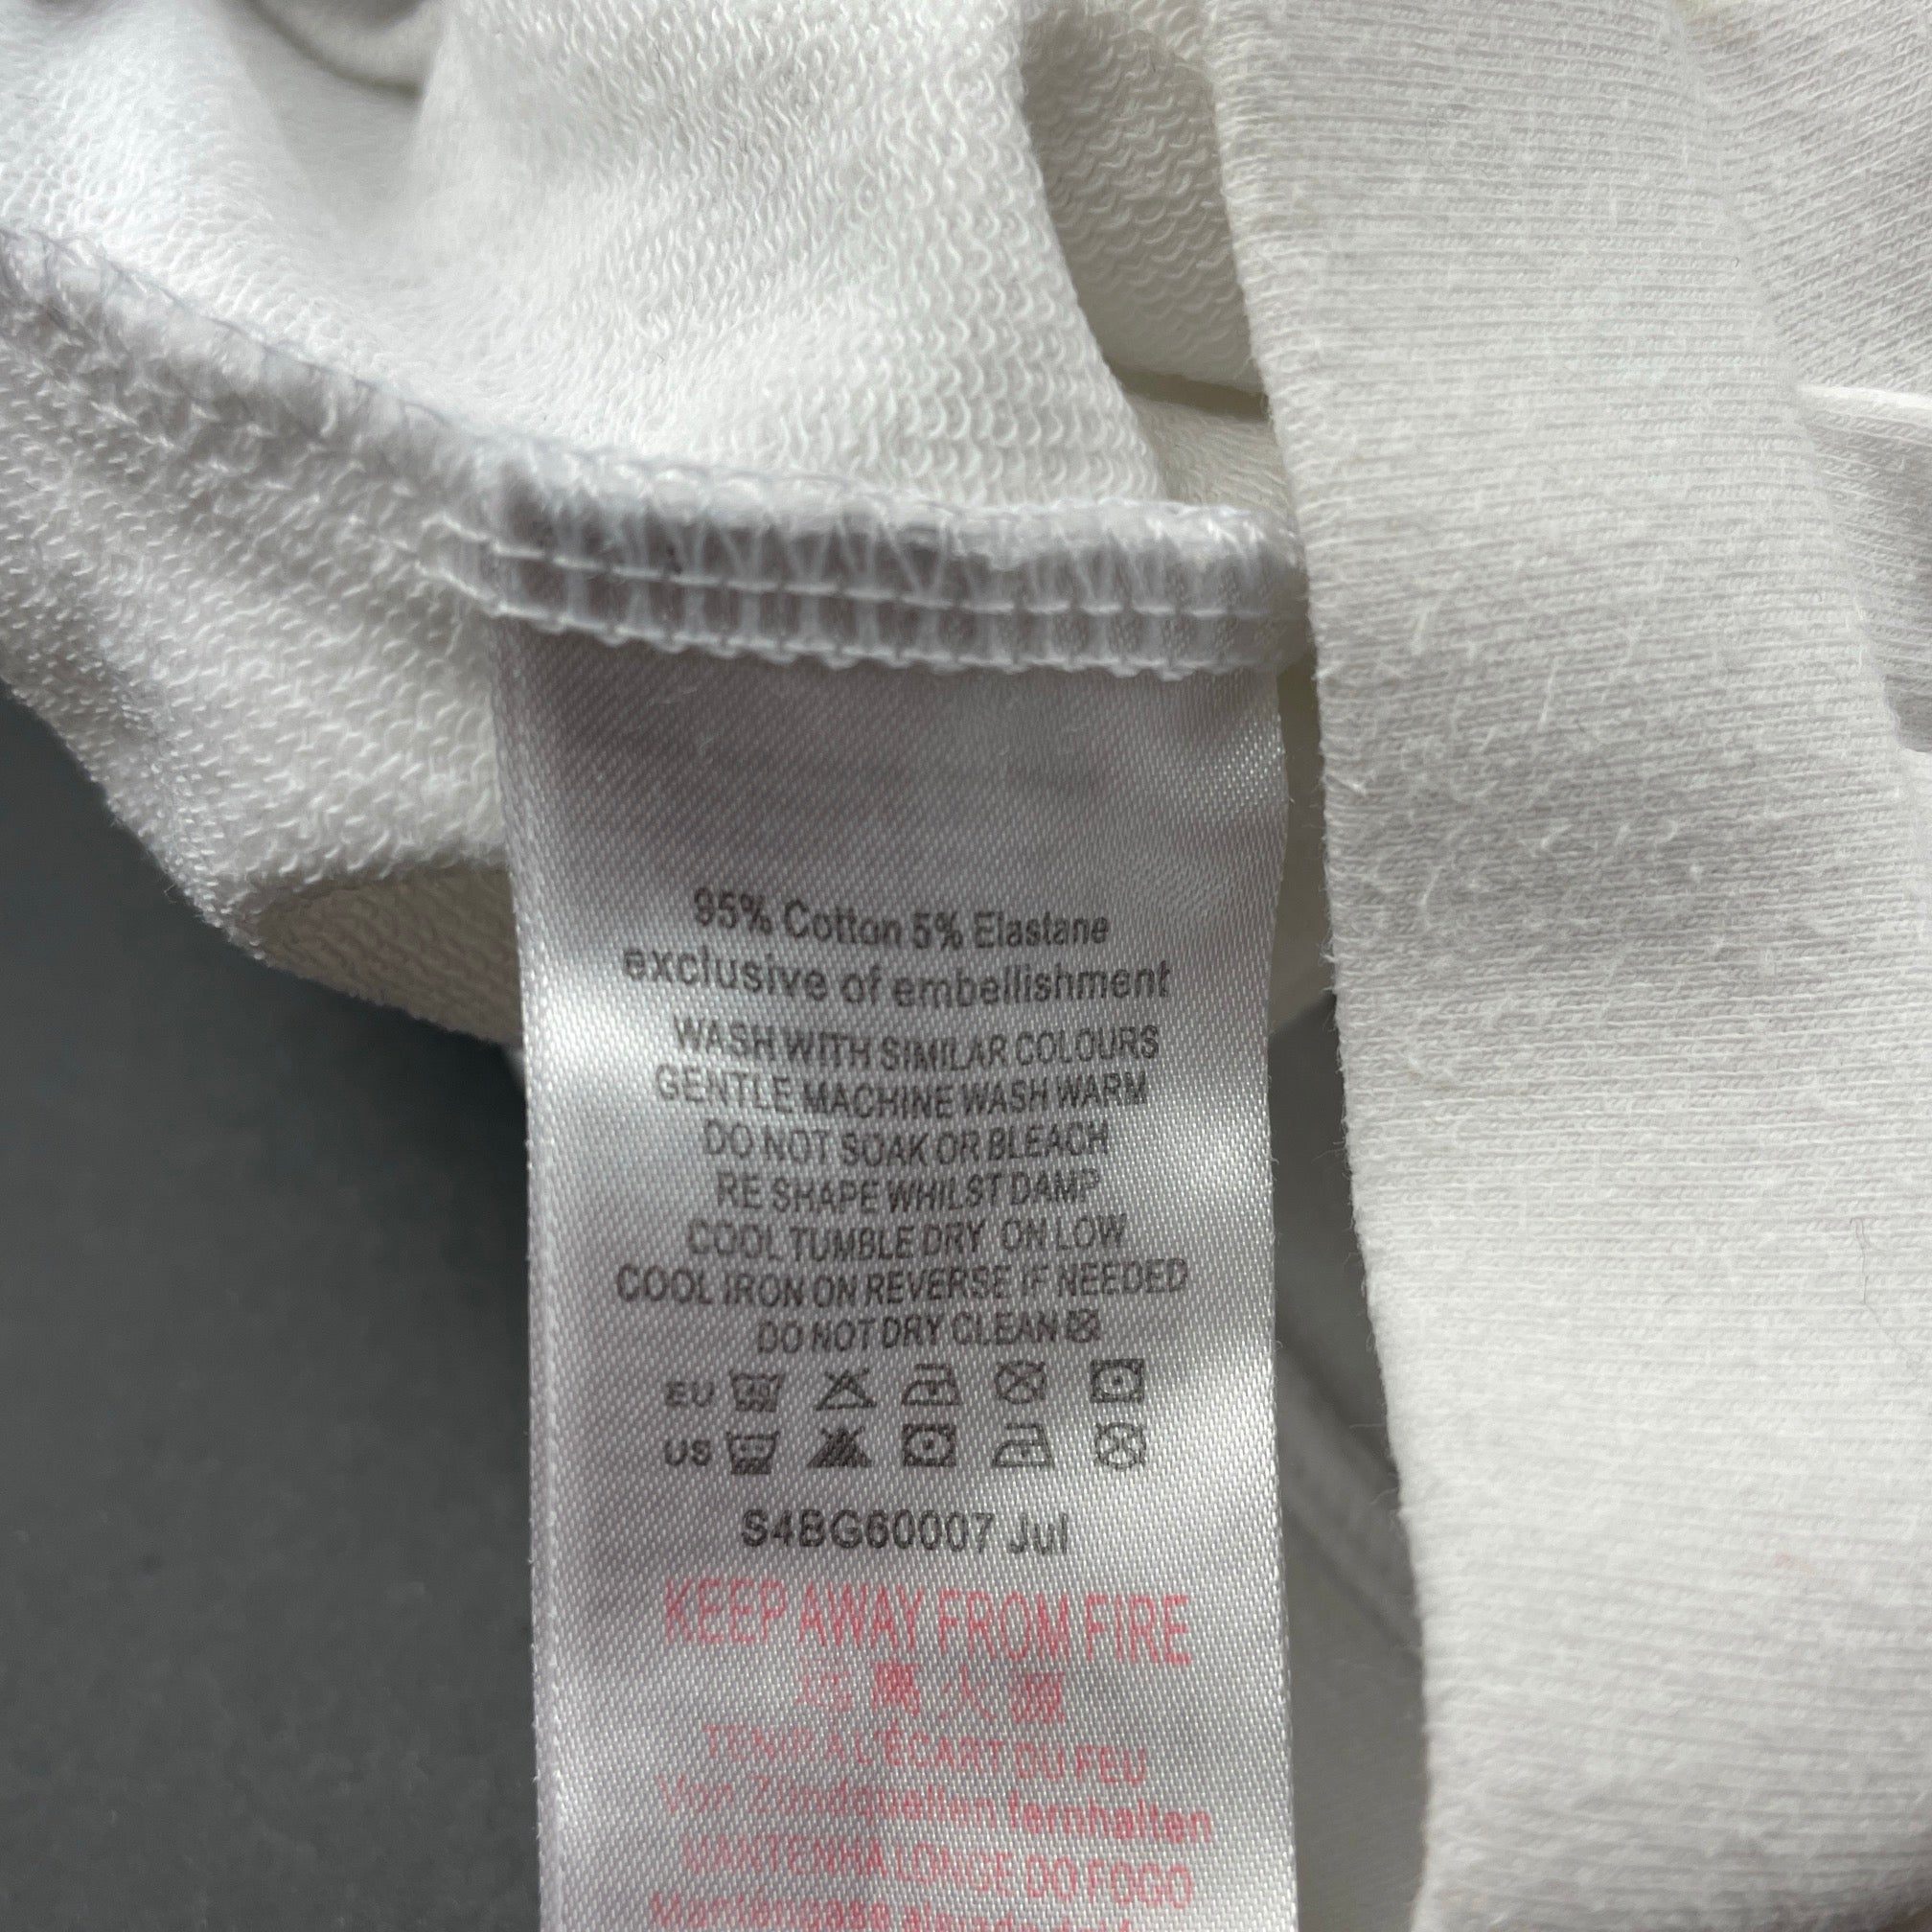 95% Cotton 5% Elastane
exclusive of embellishment
WASH WITH SIMILAR COLOURS
GENTLE MACHINE WASH WARM
DO NOT SOAK OR BLEACH
RE SHAPE WHILST DAMP
COOL TUMBLE DRY ON LOW
COOL IRON ON REVERSE IF NEEDED
DO NOT DRY CLEAN
EU
US
S4BG60007 Jul
KEEP AWAY FROM FIRE
火源
TENIR À L'ÉCART DU FEU
Von Zündquellen fernhalten
MANTENHA LONGE DO FOGO
Manténgase